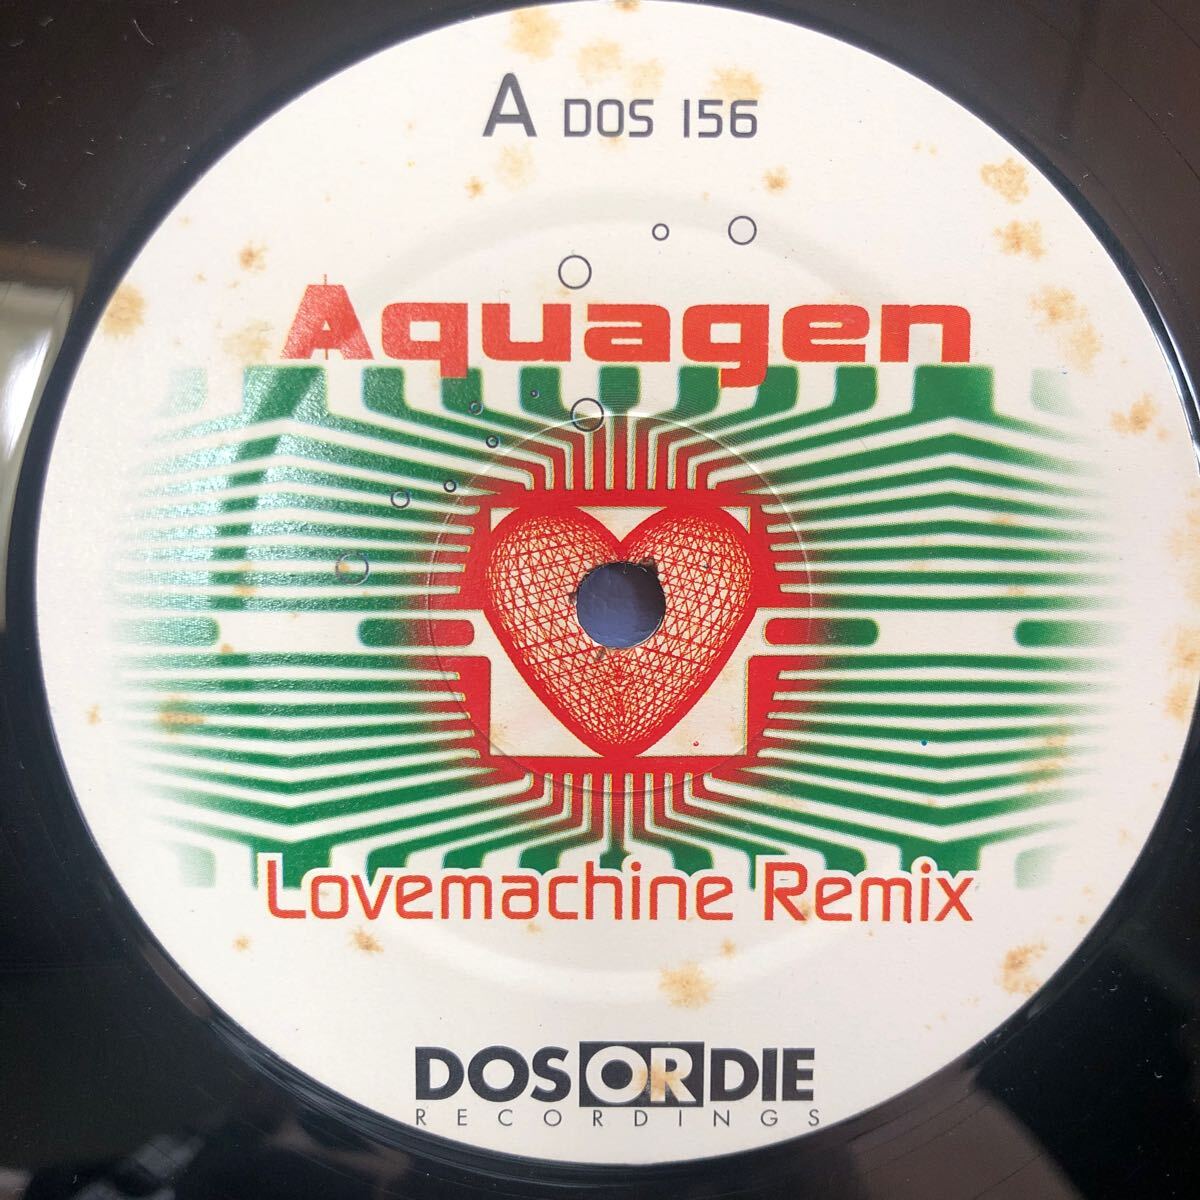 A DOS 156
Aquagen
Lovemachine Remix
DOS OR DIE
RECORDINGS